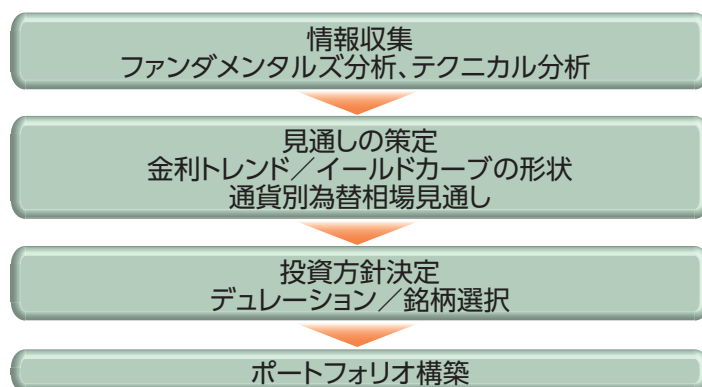 情報収集
ファンダメンタルズ分析、テクニカル分析
見通しの策定
金利トレンド／イールドカーブの形状
通貨別為替相場見通し
投資方針決定
デュレーション／銘柄選択
ポートフォリオ構築